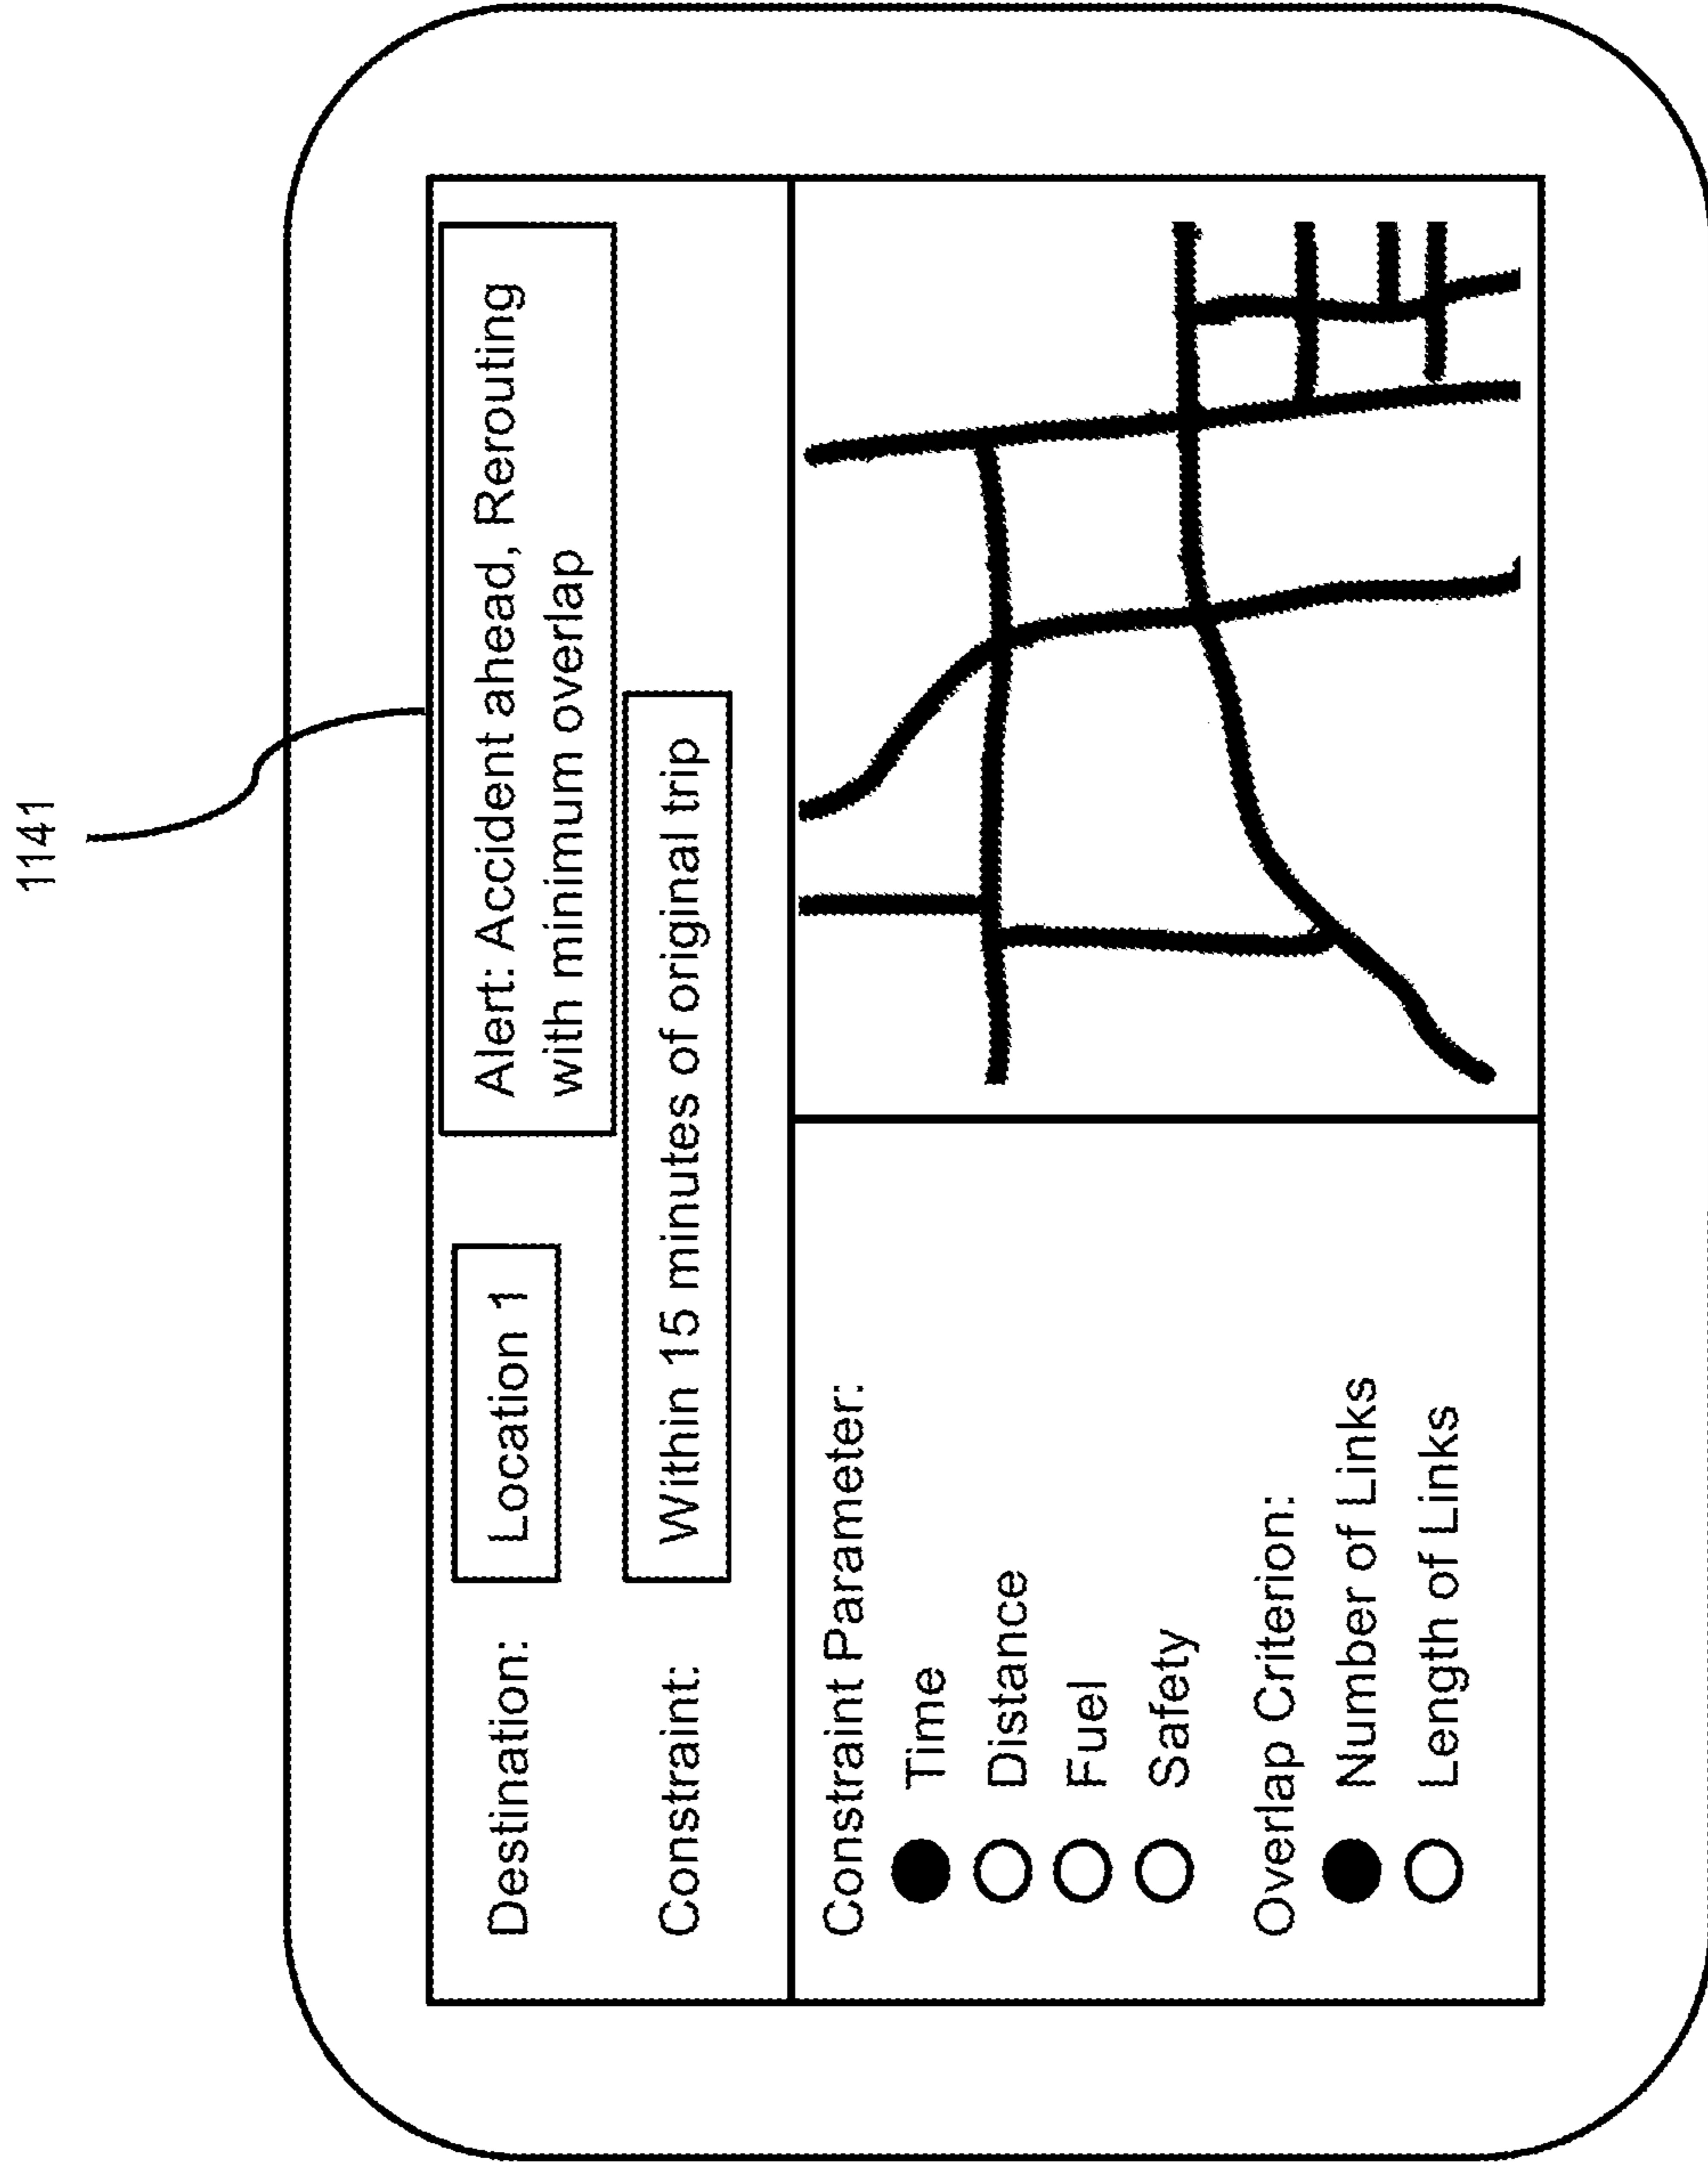 1141
Destination:
Location 1
Alert: Accident ahead, Rerouting
with minimum overlap
Constraint:
Within 15 minutes of original trip
Constraint Parameter:
Time
Distance
Fuel
Safety
Overlap Criterion:
Number of Links
Length of Links